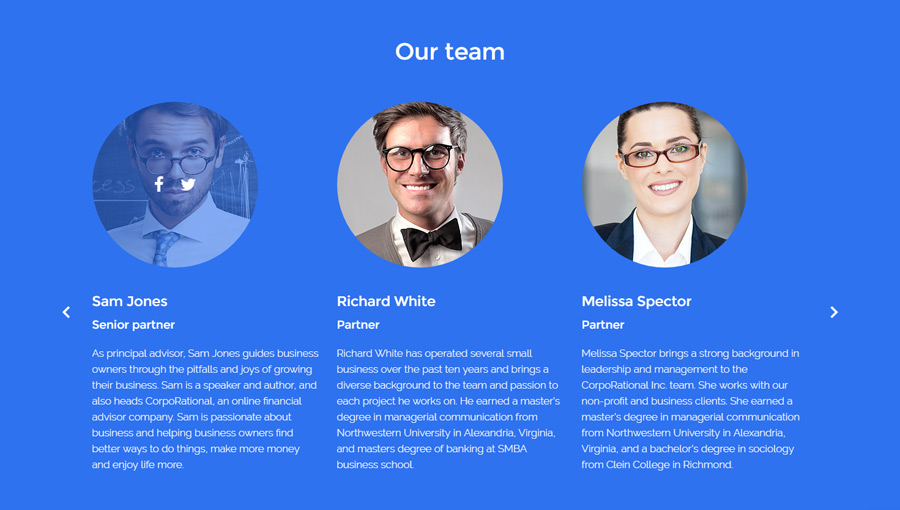 Our team
cess
Sam Jones
Senior partner
As principal advisor, Sam Jones guides business
owners through the pitfalls and joys of growing
their business. Sam is a speaker and author, and
also heads CorpoRational, an online financial
advisor company. Sam is passionate about
business and helping business owners find
better ways to do things, make more money
and enjoy life more.
Richard White
Partner
Richard White has operated several small
business over the past ten years and brings a
diverse background to the team and passion to
each project he works on. He earned a master's
degree in managerial communication from
Northwestern University in Alexandria, Virginia,
and masters degree of banking at SMBA
business school.
Melissa Spector
Partner
Melissa Spector brings a strong background in
leadership and management to the
CorpoRational Inc. team. She works with our
non-profit and business clients. She earned a
master's degree in managerial communication
from Northwestern University in Alexandria,
Virginia, and a bachelor's degree in sociology
from Clein College in Richmond.